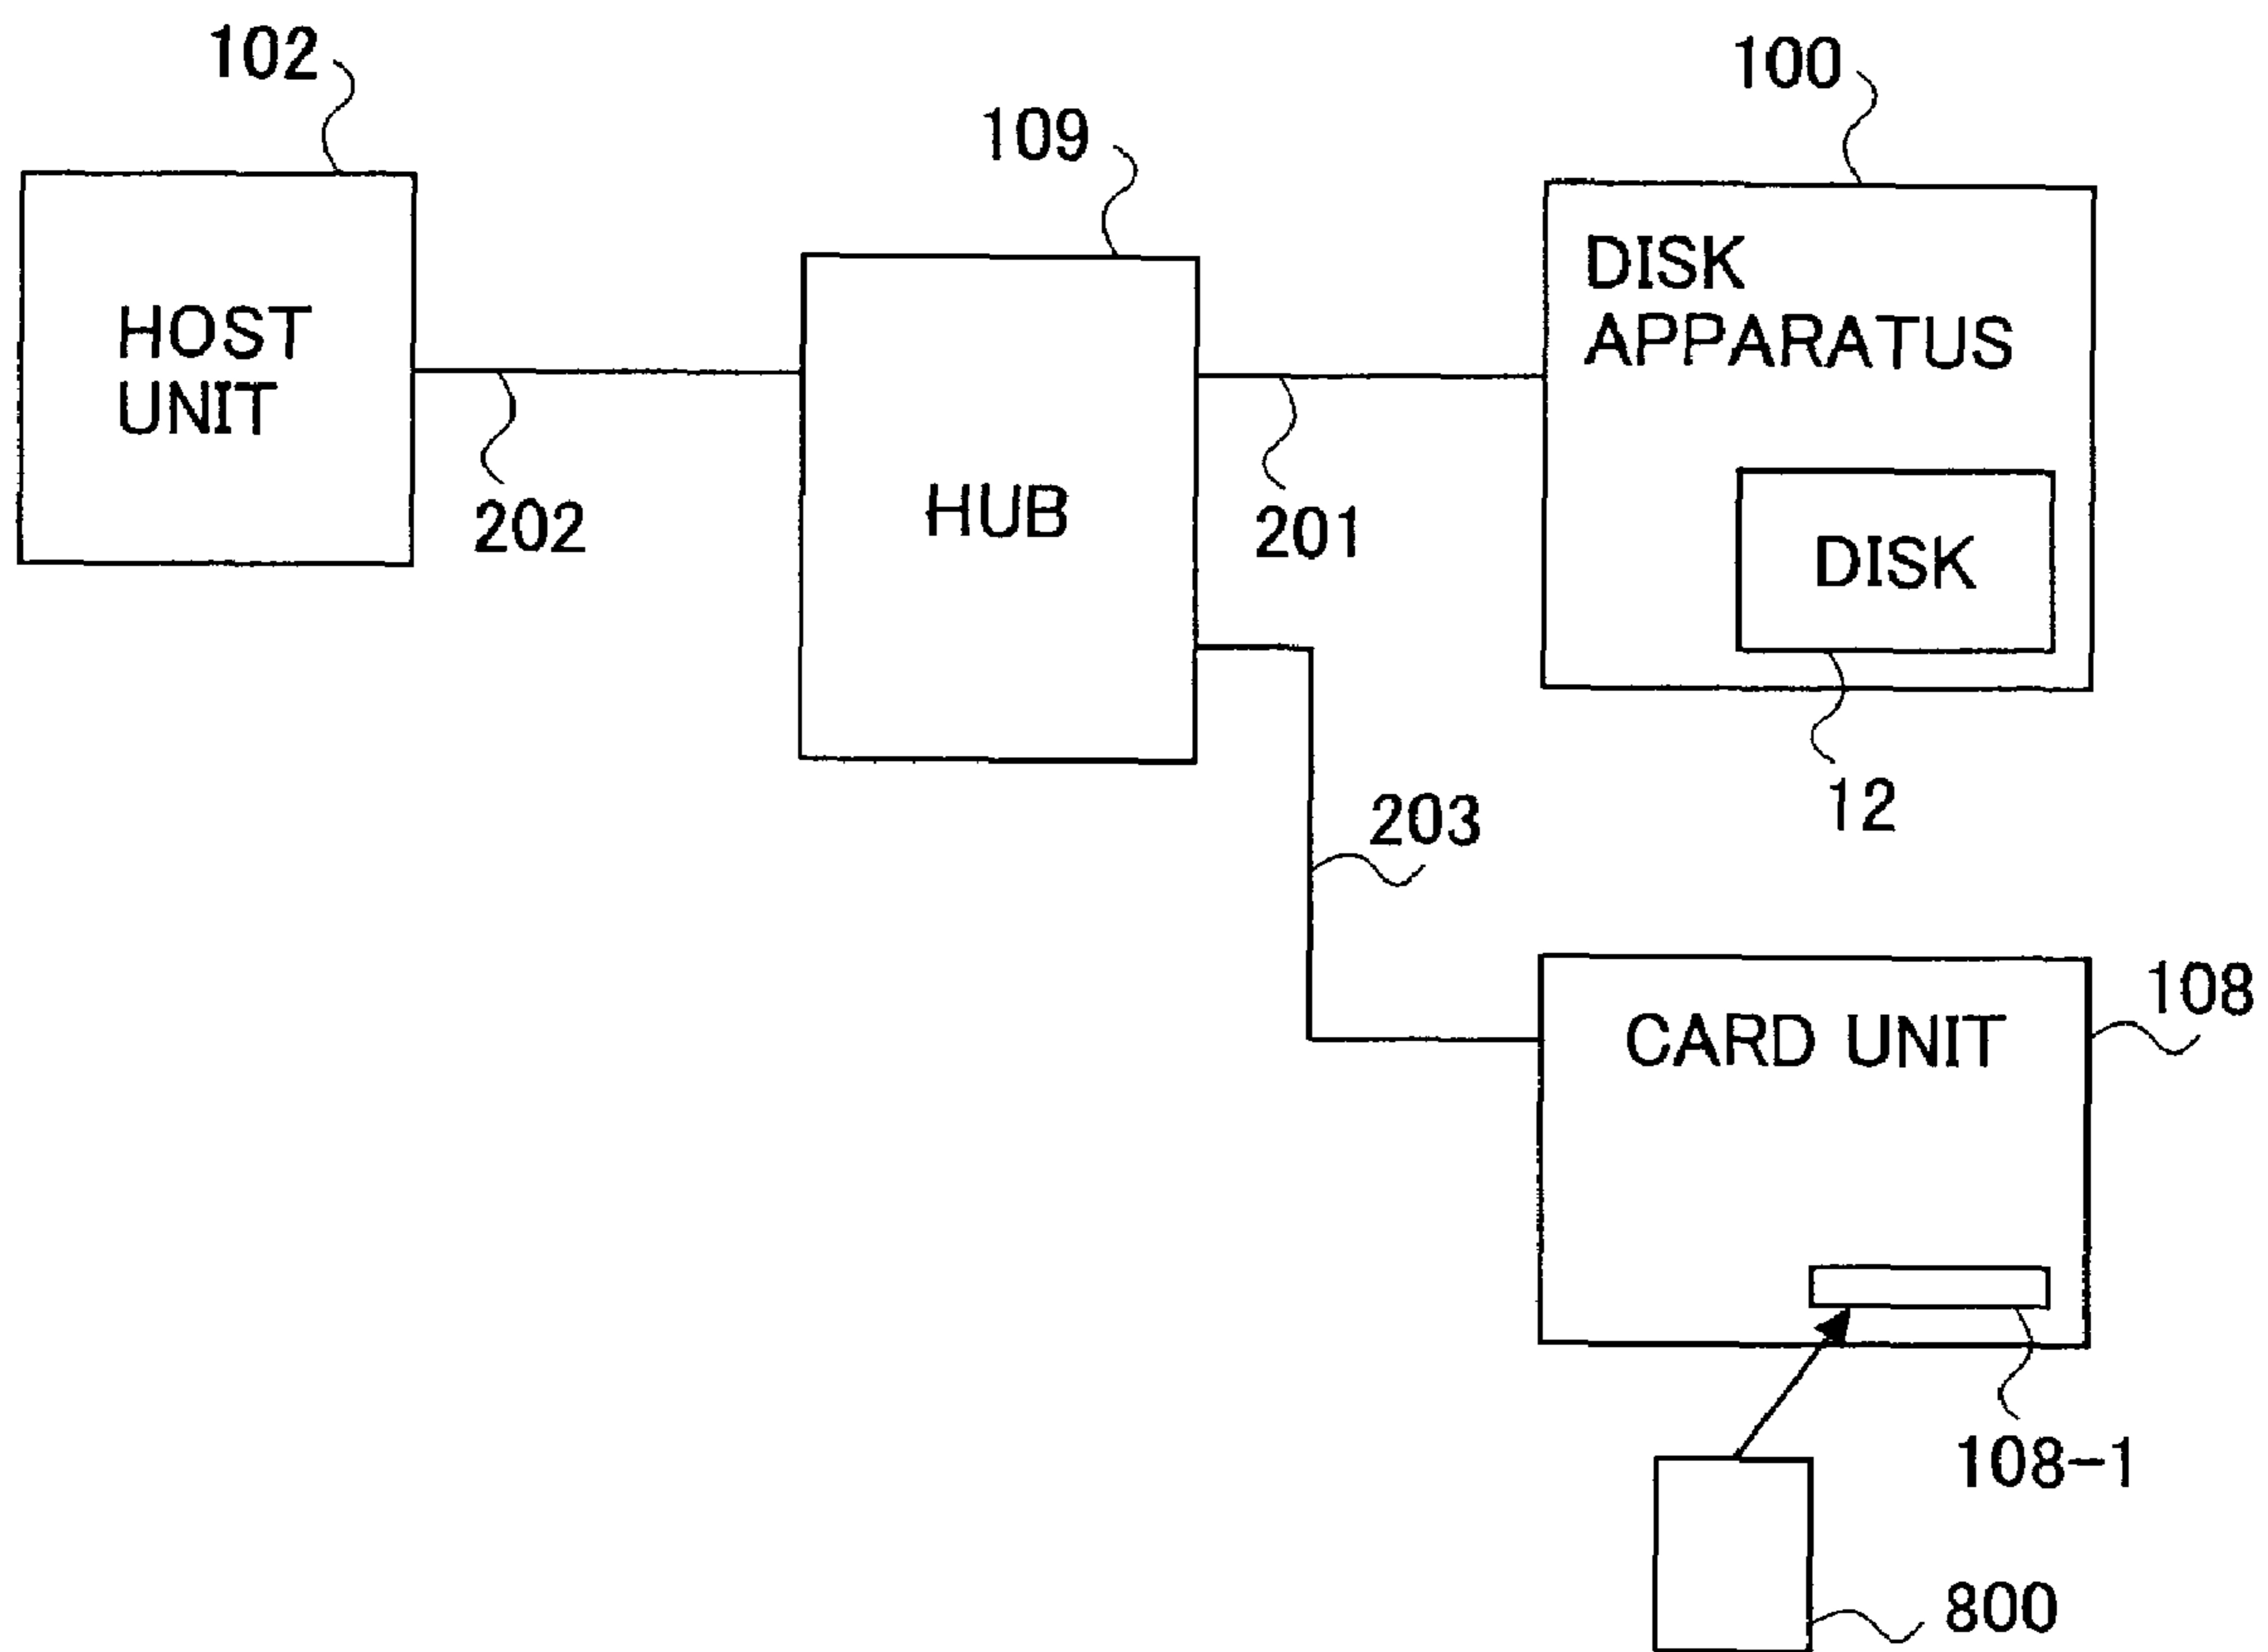 102
100
109
HOST
UNIT
DISK
APPARATUS
202
HUB
201
DISK
12
203
CARD UNIT
108
108-1
800